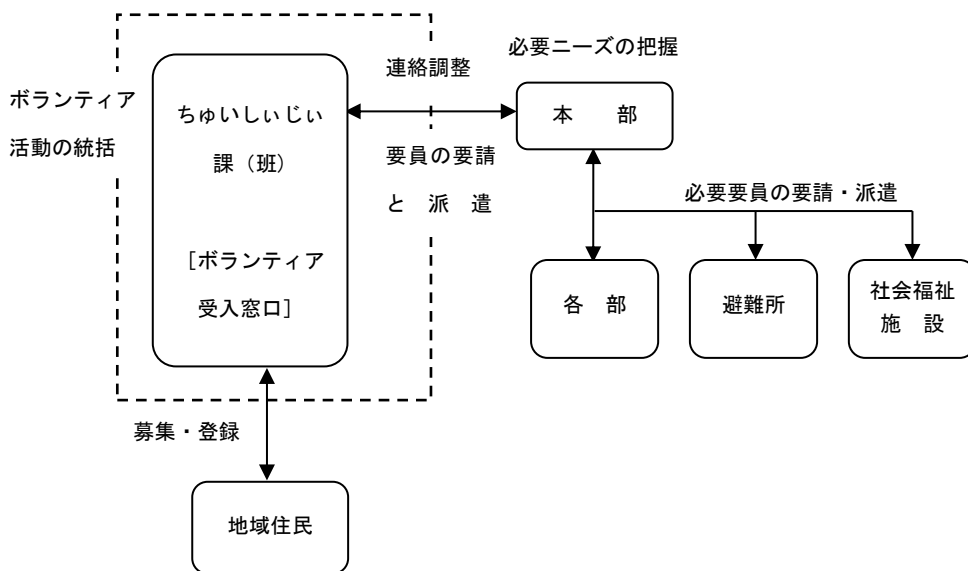 必要ニーズの把握
連絡調整
ボランティア
活動の統括
ちゅいしぃじぃ
課（班）
［ボランティア
受入窓口］
本　　部
要員の要請
と　派　遣
必要要員の要請・派遣
各　部
避難所
社会福祉
施　設
募集・登録
地域住民